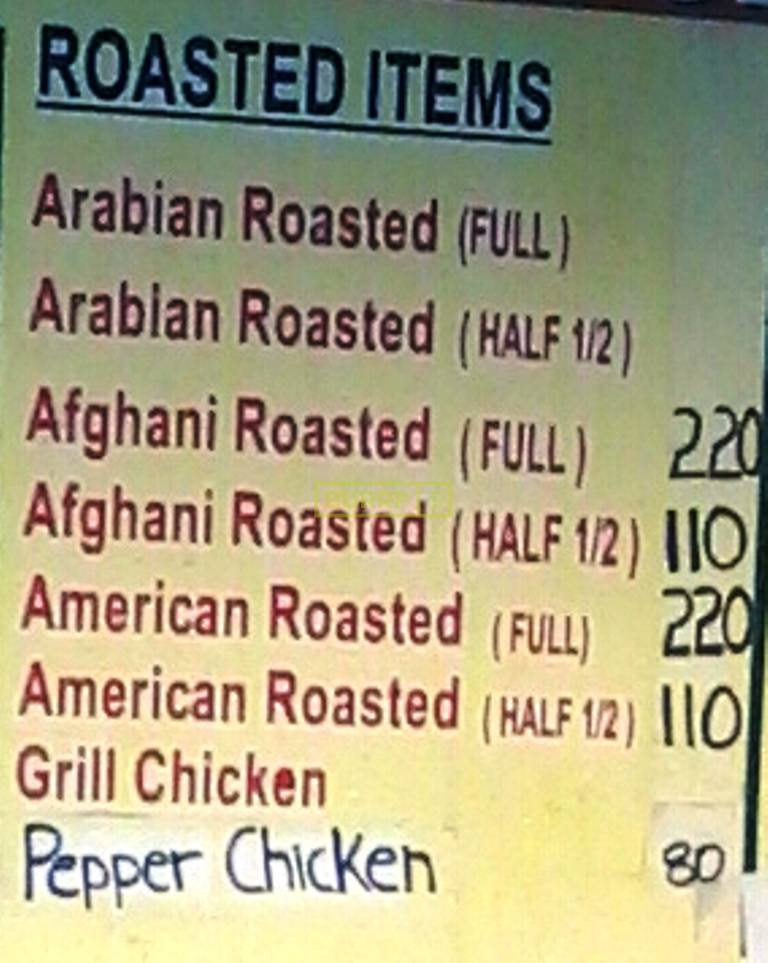 ROASTED ITEMS
Arabian Roasted (FULL)
Arabian Roasted (HALF 1/2)
Afghani Roasted (FULL) 220
Afghani Roasted (HALF 1/2) 110
American Roasted (FULL) 220
American Roasted (HALF 1/2) 110
Grill Chicken
Pepper Chicken 80